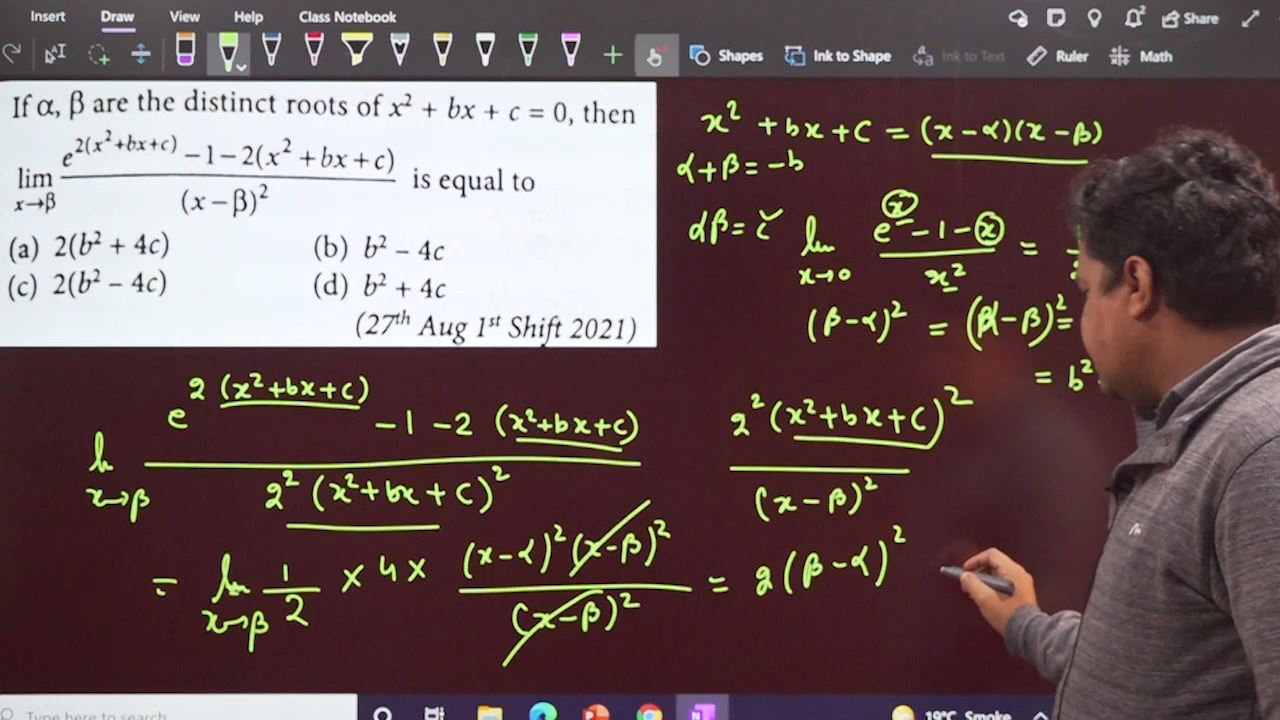 Insert Draw View Help Class Notebook Share
Shapes Ink to Shape Ink to Text Ruler Math
If α, β are the distinct roots of x² + bx + c = 0, then
lim x→β (e^{2(x²+bx+c)} − 1 − 2(x² + bx + c)) / (x − β)² is equal to
(a) 2(b² + 4c) (b) b² − 4c
(c) 2(b² − 4c) (d) b² + 4c
(27th Aug 1st Shift 2021)
x² + bx + c = (x − α)(x − β)
α + β = −b
αβ = c
lim x→0 (e^x − 1 − x) / x² =
(β − α)² = (α − β)² =
= b²
lim x→β (e^{2(x²+bx+c)} − 1 − 2(x²+bx+c)) / (2²(x²+bx+c)²) 2²(x²+bx+c)² / (x − β)²
= lim x→β 1/2 × 4 × (x − α)²(x − β)² / (x − β)² = 2(β − α)²
Type here to search 19°C Smoke